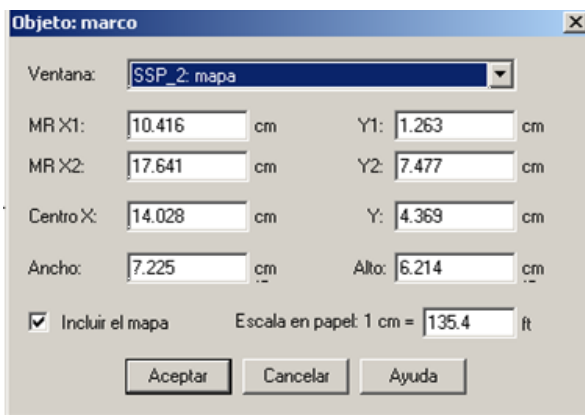 Objeto: marco
Ventana: SSP_2: mapa
MR X1: 10.416 cm Y1: 1.263 cm
MR X2: 17.641 cm Y2: 7.477 cm
Centro X: 14.028 cm Y: 4.369 cm
Ancho: 7.225 cm Alto: 6.214 cm
Incluir el mapa Escala en papel: 1 cm = 135.4 ft
Aceptar Cancelar Ayuda